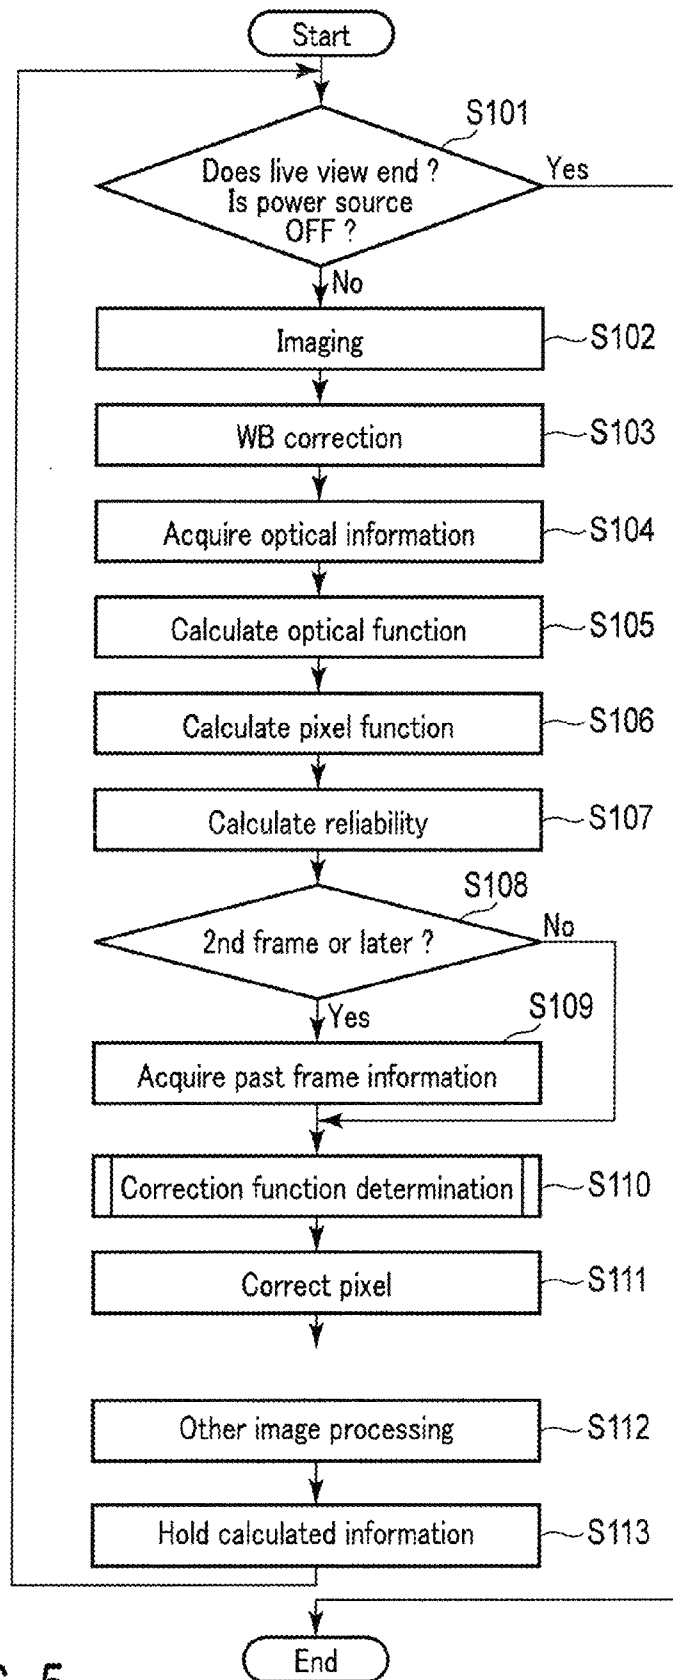 Start
S101
Does live view end ?
Is power source
OFF ?
Yes
No
Imaging
S102
WB correction
S103
Acquire optical information
S104
Calculate optical function
S105
Calculate pixel function
S106
Calculate reliability
S107
S108
2nd frame or later ?
No
Yes
S109
Acquire past frame information
Correction function determination
S110
Correct pixel
S111
Other image processing
S112
Hold calculated information
S113
End